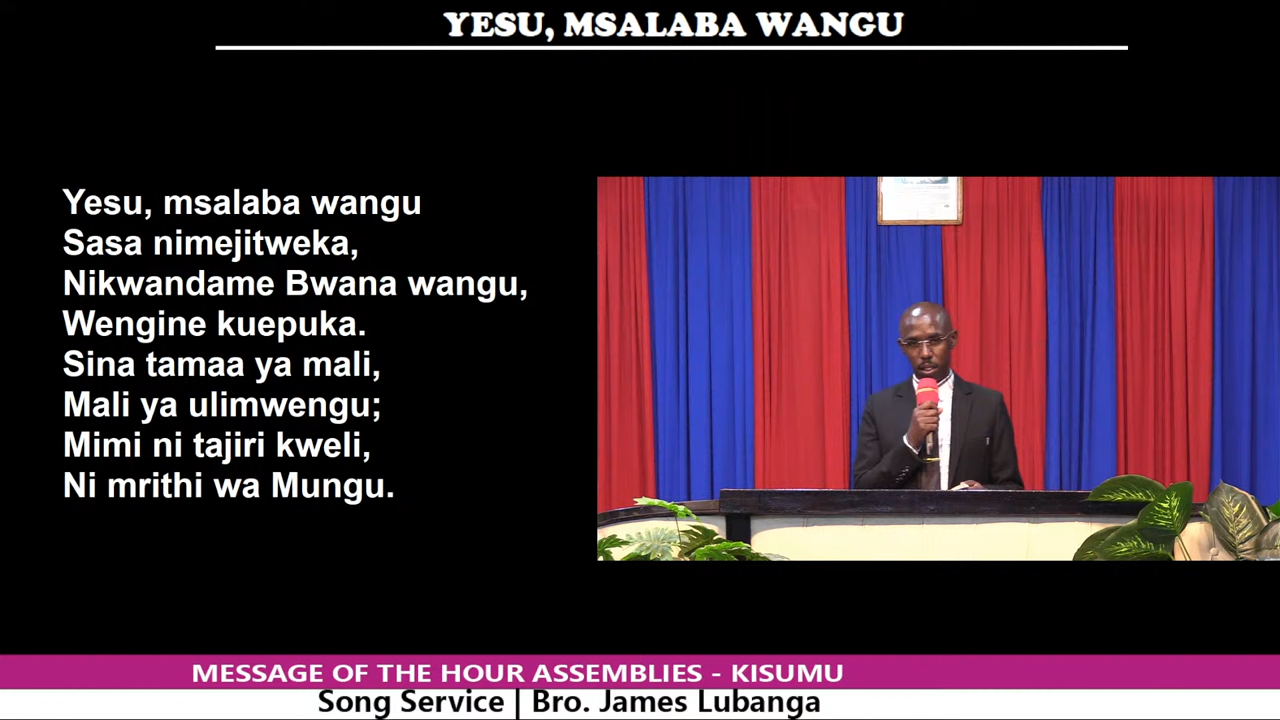 YESU, MSALABA WANGU
Yesu, msalaba wangu
Sasa nimejitweka,
Nikwandame Bwana wangu,
Wengine kuepuka.
Sina tamaa ya mali,
Mali ya ulimwengu;
Mimi ni tajiri kweli,
Ni mrithi wa Mungu.
MESSAGE OF THE HOUR ASSEMBLIES - KISUMU
Song Service | Bro. James Lubanga